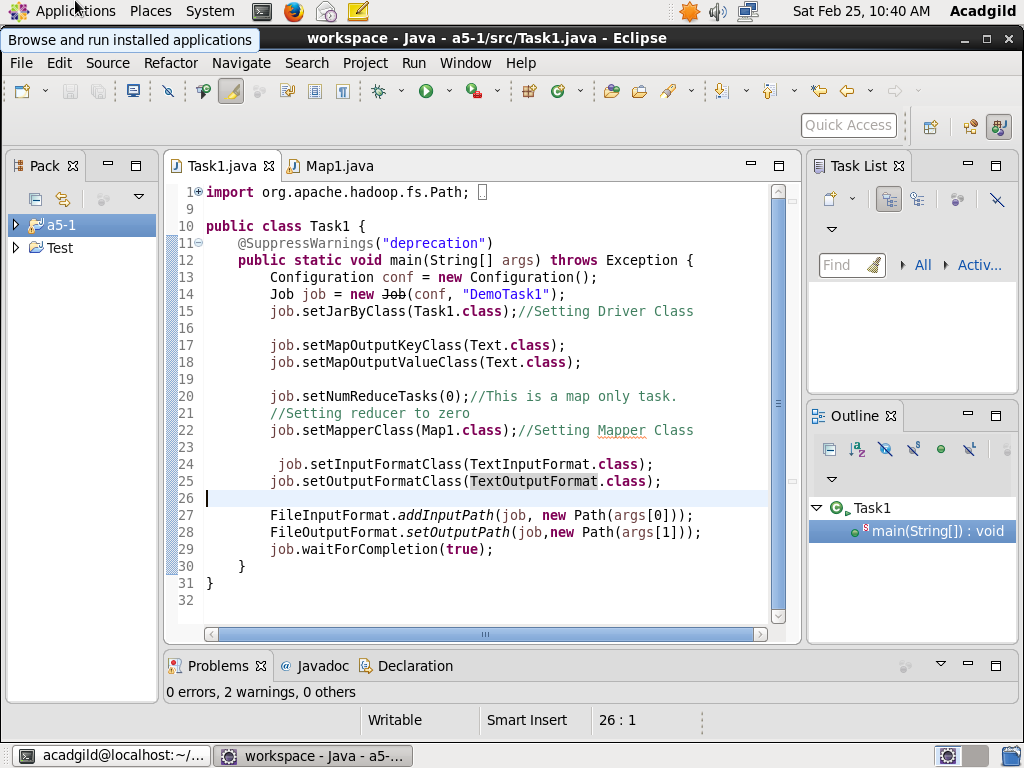 Applications Places System Sat Feb 25, 10:40 AM Acadgild
Browse and run installed applications
workspace - Java - a5-1/src/Task1.java - Eclipse
File Edit Source Refactor Navigate Search Project Run Window Help
Quick Access
Pack
a5-1
Test
Task1.java Map1.java
1 import org.apache.hadoop.fs.Path;
9
10 public class Task1 {
11 @SuppressWarnings("deprecation")
12 public static void main(String[] args) throws Exception {
13 Configuration conf = new Configuration();
14 Job job = new Job(conf, "DemoTask1");
15 job.setJarByClass(Task1.class);//Setting Driver Class
16
17 job.setMapOutputKeyClass(Text.class);
18 job.setMapOutputValueClass(Text.class);
19
20 job.setNumReduceTasks(0);//This is a map only task.
21 //Setting reducer to zero
22 job.setMapperClass(Map1.class);//Setting Mapper Class
23
24 job.setInputFormatClass(TextInputFormat.class);
25 job.setOutputFormatClass(TextOutputFormat.class);
26
27 FileInputFormat.addInputPath(job, new Path(args[0]));
28 FileOutputFormat.setOutputPath(job,new Path(args[1]));
29 job.waitForCompletion(true);
30 }
31 }
32
Task List
Find All Activ...
Outline
Task1
main(String[]) : void
Problems Javadoc Declaration
0 errors, 2 warnings, 0 others
Writable Smart Insert 26 : 1
acadgild@localhost:~/... workspace - Java - a5-...